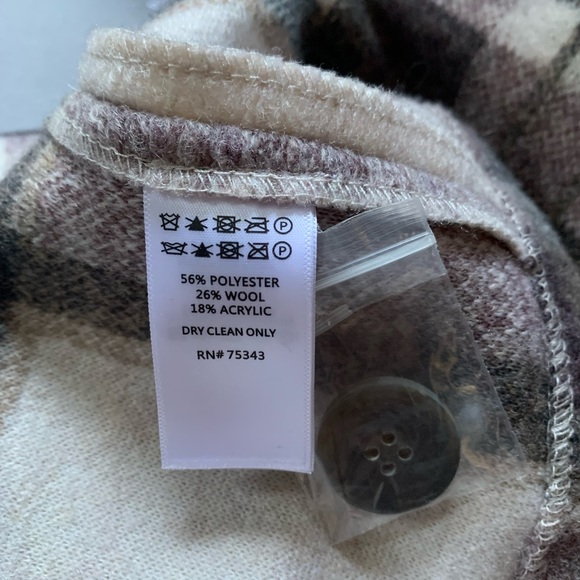 P
P
56% POLYESTER
26% WOOL
18% ACRYLIC
DRY CLEAN ONLY
RN# 75343